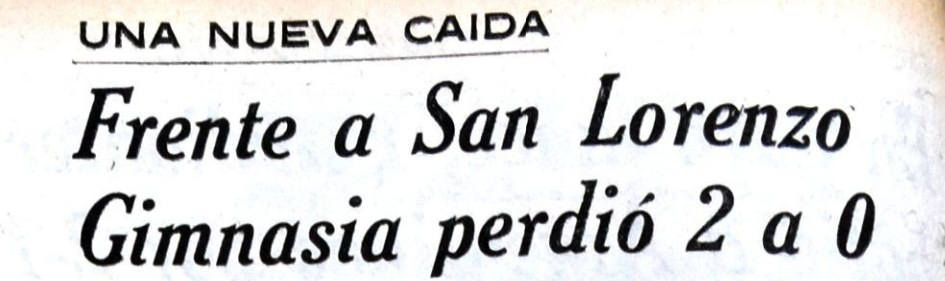 UNA NUEVA CAIDA
Frente a San Lorenzo
Gimnasia perdió 2 a 0